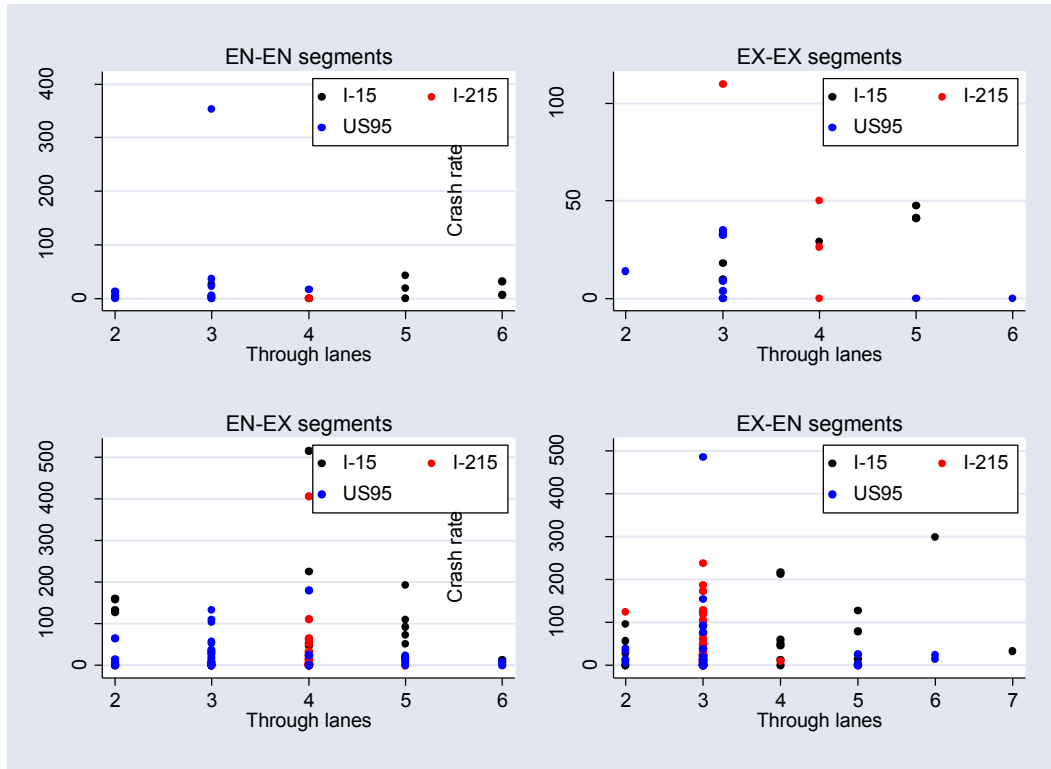 EN-EN segments
400
300
200
100
0
2 3 4 5 6
Through lanes
I-15 I-215
US95
Crash rate
EX-EX segments
100
50
0
2 3 4 5 6
Through lanes
I-15 I-215
US95
EN-EX segments
500
400
300
200
100
0
2 3 4 5 6
Through lanes
I-15 I-215
US95
Crash rate
EX-EN segments
500
400
300
200
100
0
2 3 4 5 6 7
Through lanes
I-15 I-215
US95